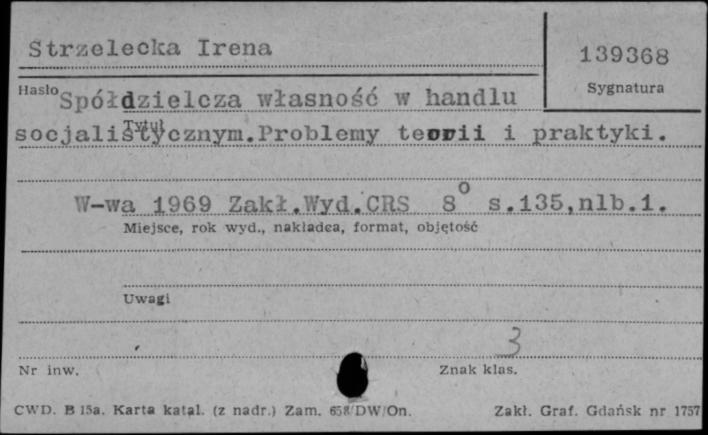 Strzelecka Irena
139368
Hasło
Sygnatura
Spółdzielcza własność w handlu
Tytuł
socjalistycznym.Problemy teorii i praktyki.
W-wa 1969 Zakł.Wyd.CRS 8° s.135,nlb.1.
Miejsce, rok wyd., nakładca, format, objętość
Uwagi
3
Nr inw.
Znak klas.
CWD. B 15a. Karta katal. (z nadr.) Zam. 658/DW/On.
Zakł. Graf. Gdańsk nr 1757